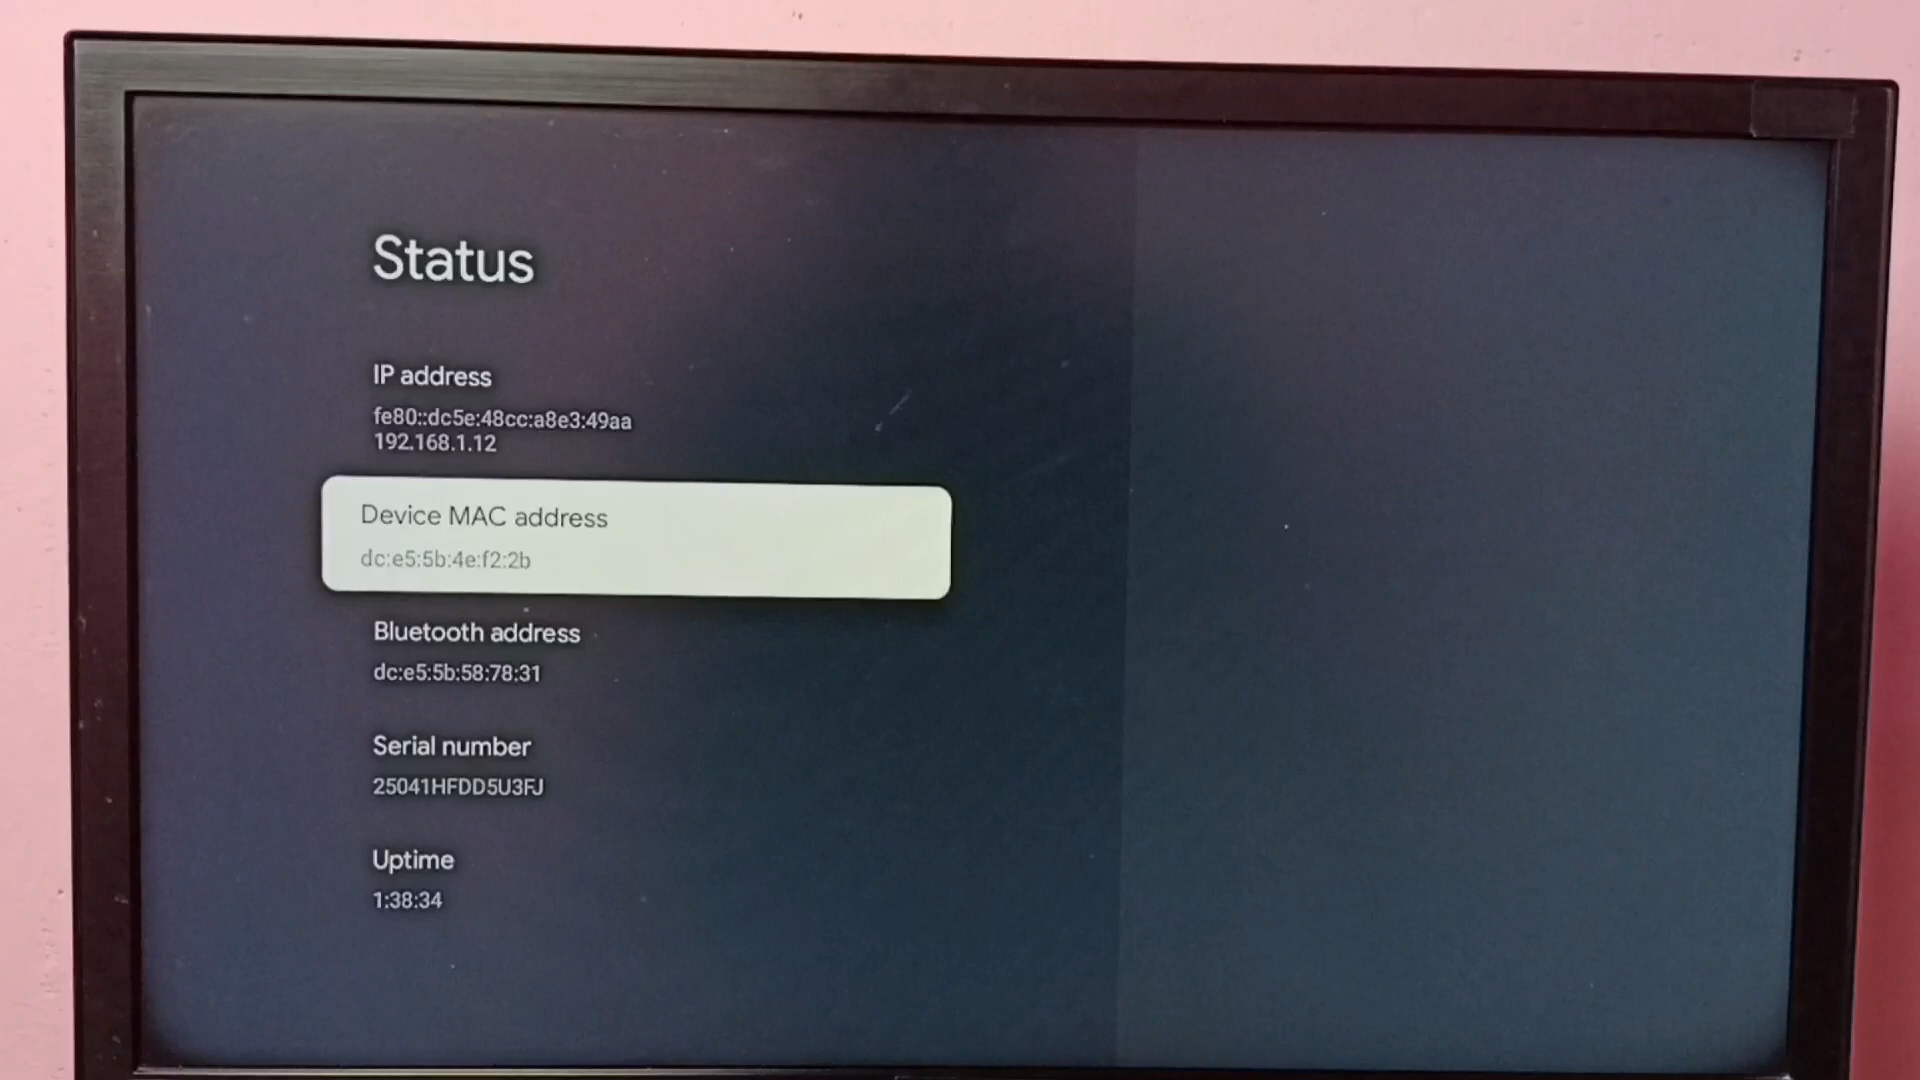 Status
IP address
fe80::dc5e:48cc:a8e3:49aa
192.168.1.12
Device MAC address
dc:e5:5b:4e:f2:2b
Bluetooth address
dc:e5:5b:58:78:31
Serial number
25041HFDD5U3FJ
Uptime
1:38:34